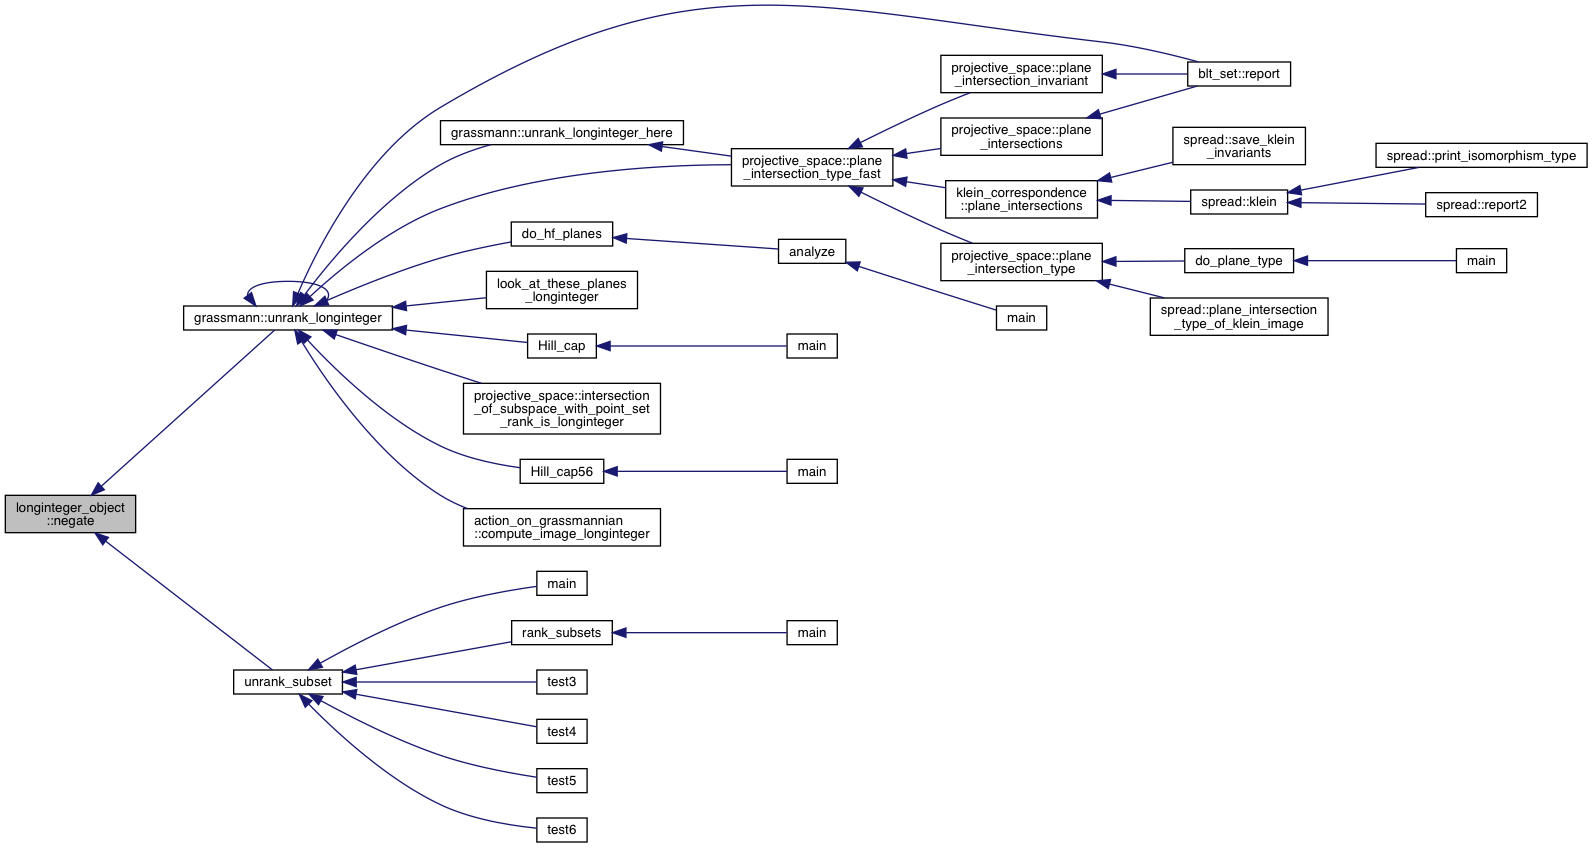 longinteger_object
::negate
grassmann::unrank_longinteger
grassmann::unrank_longinteger_here
projective_space::plane
_intersection_type_fast
projective_space::plane
_intersection_invariant
blt_set::report
projective_space::plane
_intersections
klein_correspondence
::plane_intersections
spread::save_klein
_invariants
spread::klein
spread::print_isomorphism_type
spread::report2
projective_space::plane
_intersection_type
do_plane_type
main
spread::plane_intersection
_type_of_klein_image
do_hf_planes
analyze
main
look_at_these_planes
_longinteger
Hill_cap
main
projective_space::intersection
_of_subspace_with_point_set
_rank_is_longinteger
Hill_cap56
main
action_on_grassmannian
::compute_image_longinteger
unrank_subset
main
rank_subsets
main
test3
test4
test5
test6